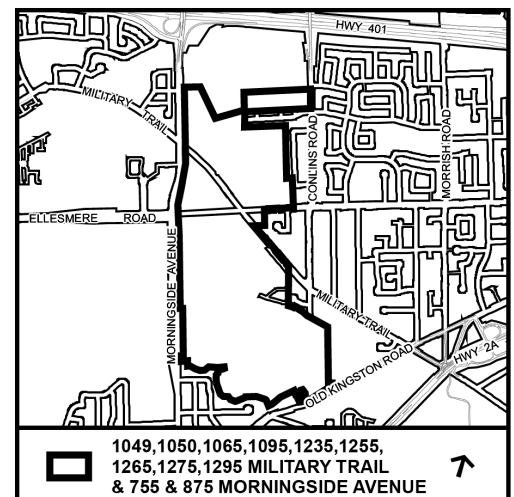 HWY 401
MILITARY TRAIL
CONLINS ROAD
MORRISH ROAD
ELLESMERE ROAD
MORNINGSIDE AVENUE
MILITARY TRAIL
OLD KINGSTON ROAD
HWY 2A
1049,1050,1065,1095,1235,1255,
1265,1275,1295 MILITARY TRAIL
& 755 & 875 MORNINGSIDE AVENUE